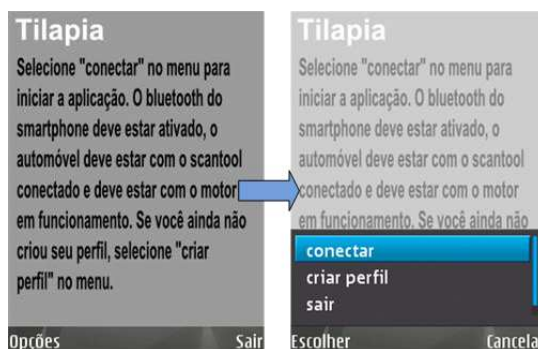 Tilapia
Selecione "conectar" no menu para
iniciar a aplicação. O bluetooth do
smartphone deve estar ativado, o
automóvel deve estar com o scantool
conectado e deve estar com o motor
em funcionamento. Se você ainda não
criou seu perfil, selecione "criar
perfil" no menu.
Opções
Sair
Tilapia
Selecione "conectar" no menu para
iniciar a aplicação. O bluetooth do
smartphone deve estar ativado, o
automóvel deve estar com o scantool
conectado e deve estar com o motor
em funcionamento. Se você ainda não
conectar
criar perfil
sair
Escolher
Cancela